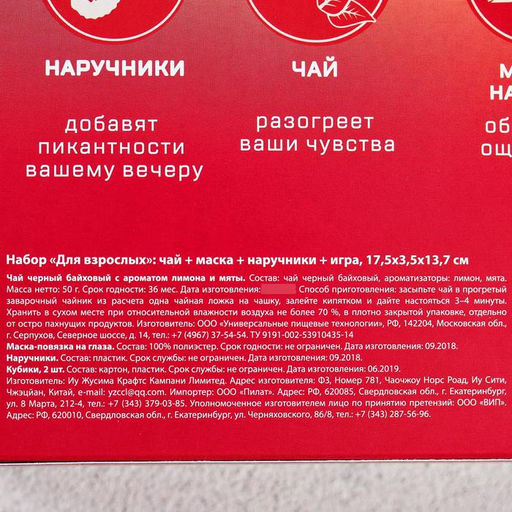 НАРУЧНИКИ
добавят
пикантности
вашему вечеру
ЧАЙ
разогреет
ваши чувства
М
НА
об
ощ
Набор «Для взрослых»: чай + маска + наручники + игра, 17,5х3,5х13,7 см
Чай черный байховый с ароматом лимона и мяты. Состав: чай черный байховый, ароматизаторы: лимон, мята.
Масса нетто: 50 г. Срок годности: 36 мес. Дата изготовления: Способ приготовления: засыпьте чай в прогретый
заварочный чайник из расчета одна чайная ложка на чашку, залейте кипятком и дайте настояться 3–4 минуты.
Хранить в сухом месте при относительной влажности воздуха не более 70 %, в плотно закрытой упаковке, отдельно
от остро пахнущих продуктов. Изготовитель: ООО «Универсальные пищевые технологии», РФ, 142204, Московская обл.,
г. Серпухов, Северное шоссе, д. 14, тел.: +7 (4967) 37-54-54. ТУ 9191-002-53910435-14
Маска-повязка на глаза. Состав: 100% полиэстер. Срок годности: не ограничен. Дата изготовления: 09.2018.
Наручники. Состав: пластик. Срок службы: не ограничен. Дата изготовления: 09.2018.
Кубики, 2 шт. Состав: картон, пластик. Срок службы: не ограничен. Дата изготовления: 06.2019.
Изготовитель: Иу Жусима Крафтс Кампани Лимитед. Адрес изготовителя: Ф3, Номер 781, Чаочжоу Норс Роад, Иу Сити,
Чжэцзян, Китай, e-mail: yzccl@qq.com. Импортер: ООО «Пилат». Адрес: РФ, 620085, Свердловская обл., г. Екатеринбург,
ул. 8 Марта, 212-4, тел.: +7 (343) 379-03-85. Уполномоченное изготовителем лицо по принятию претензий: ООО «ВИП».
Адрес: РФ, 620010, Свердловская обл., г. Екатеринбург, ул. Черняховского, 86/8, тел.: +7 (343) 287-56-96.